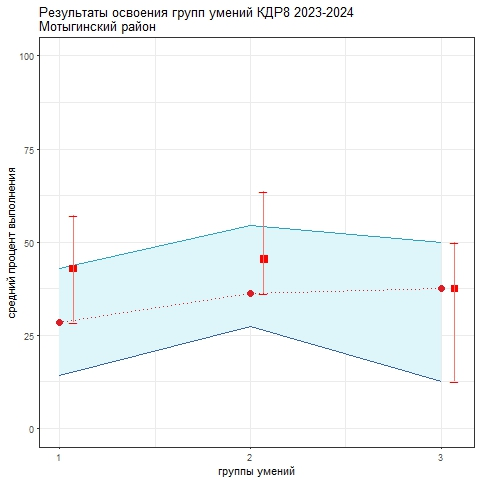 Результаты освоения групп умений КДР8 2023-2024
Мотыгинский район
100
75
50
25
0
средний процент выполнения
1
2
3
группы умений